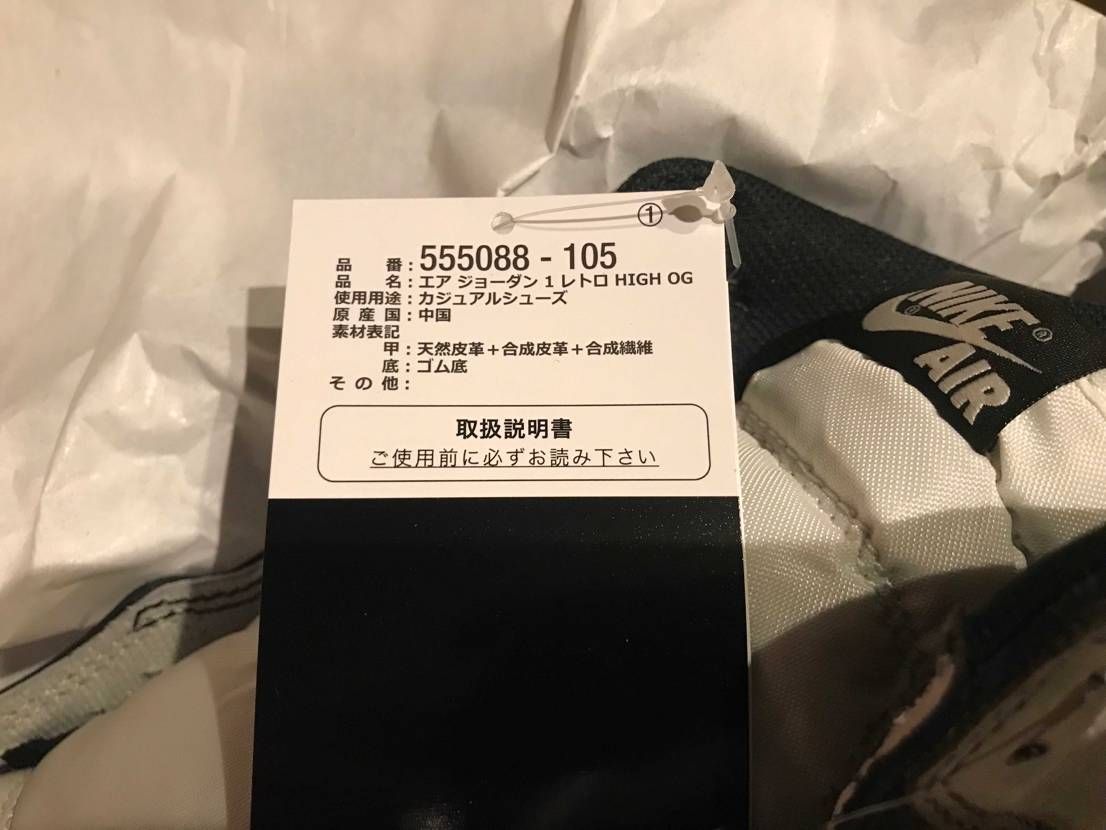 ①
品 番:555088 - 105
品 名:エア ジョーダン 1 レトロ HIGH OG
使用用途:カジュアルシューズ
原 産 国:中国
素材表記
甲:天然皮革+合成皮革+合成繊維
底:ゴム底
そ の 他:
取扱説明書
ご使用前に必ずお読み下さい
NIKE®
AIR